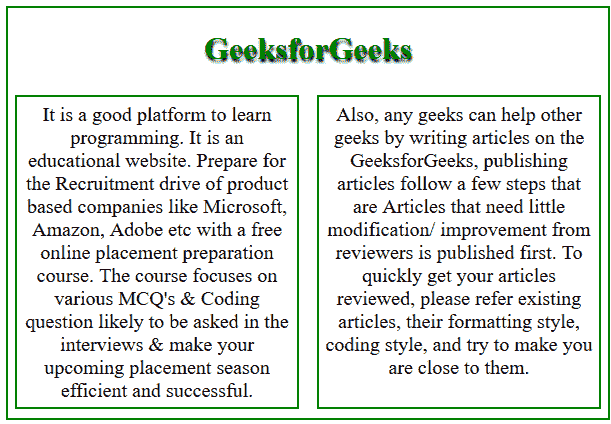 GeeksforGeeks
It is a good platform to learn
programming. It is an
educational website. Prepare for
the Recruitment drive of product
based companies like Microsoft,
Amazon, Adobe etc with a free
online placement preparation
course. The course focuses on
various MCQ's & Coding
question likely to be asked in the
interviews & make your
upcoming placement season
efficient and successful.
Also, any geeks can help other
geeks by writing articles on the
GeeksforGeeks, publishing
articles follow a few steps that
are Articles that need little
modification/ improvement from
reviewers is published first. To
quickly get your articles
reviewed, please refer existing
articles, their formatting style,
coding style, and try to make you
are close to them.